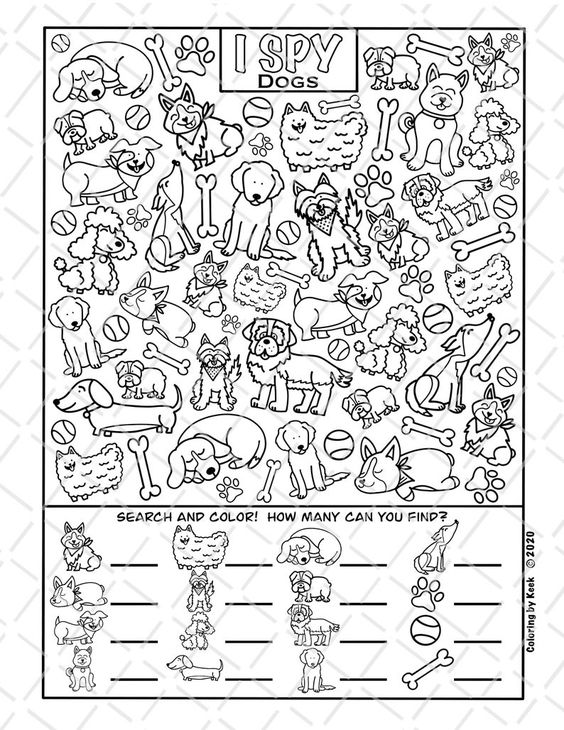 I SPY
DOGS
SEARCH AND COLOR! HOW MANY CAN YOU FIND?
Coloring by Keek © 2020